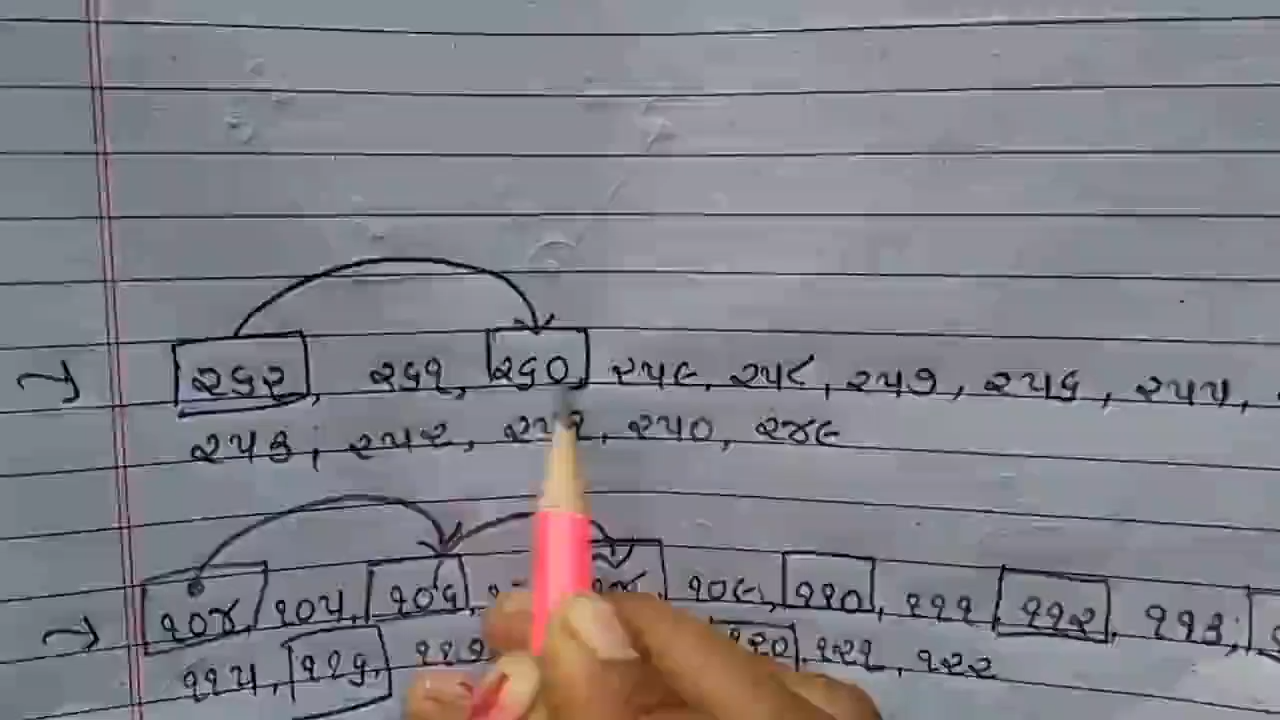 → ૨૬૨, ૨૬૧, ૨૬૦, ૨૫૯, ૨૫૮, ૨૫૭, ૨૫૬, ૨૫૫,
૨૫૩, ૨૫૨, ૨૫૧, ૨૫૦, ૨૪૯
→ ૧૦૪, ૧૦૫, ૧૦૬, ૧૦૯, ૧૧૦, ૧૧૧, ૧૧૨, ૧૧૩,
૧૧૫, ૧૧૬, ૧૨૦, ૧૨૧, ૧૨૨